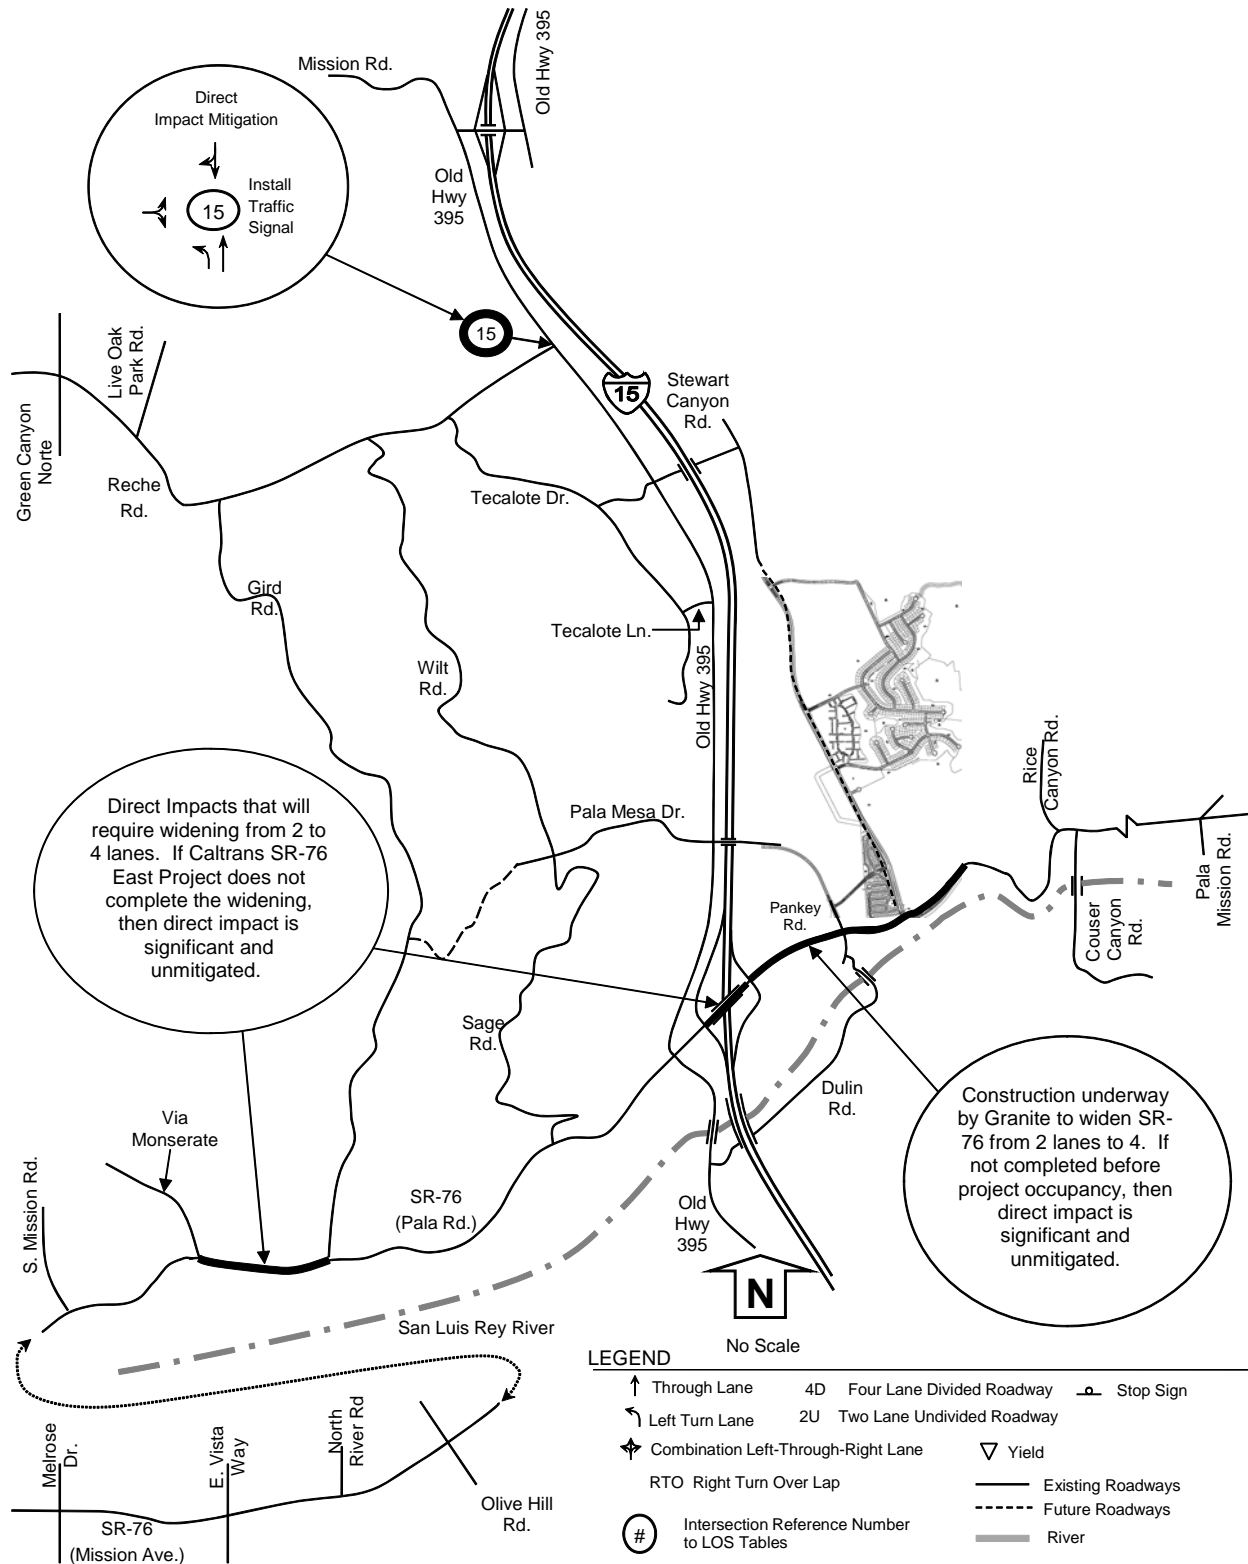 Old Hwy 395
Mission Rd.
Direct
Impact Mitigation
15
Install
Traffic
Signal
Old
Hwy
395
15
Live Oak
Park Rd.
Green Canyon
Norte
15
Stewart
Canyon
Rd.
Reche
Rd.
Tecalote Dr.
Gird
Rd.
Tecalote Ln.
Wilt
Rd.
Old Hwy 395
Rice
Canyon Rd.
Direct Impacts that will
require widening from 2 to
4 lanes. If Caltrans SR-76
East Project does not
complete the widening,
then direct impact is
significant and
unmitigated.
Pala Mesa Dr.
Pala
Mission Rd.
Pankey
Rd.
Couser
Canyon
Rd.
Sage
Rd.
Dulin
Rd.
Construction underway
by Granite to widen SR-
76 from 2 lanes to 4. If
not completed before
project occupancy, then
direct impact is
significant and
unmitigated.
Via
Monserate
S. Mission Rd.
SR-76
(Pala Rd.)
Old
Hwy
395
N
No Scale
San Luis Rey River
Melrose
Dr.
E. Vista
Way
North
River Rd
Olive Hill
Rd.
SR-76
(Mission Ave.)
LEGEND
Through Lane
4D Four Lane Divided Roadway
Stop Sign
Left Turn Lane
2U Two Lane Undivided Roadway
Combination Left-Through-Right Lane
Yield
RTO Right Turn Over Lap
Existing Roadways
Future Roadways
# Intersection Reference Number
to LOS Tables
River